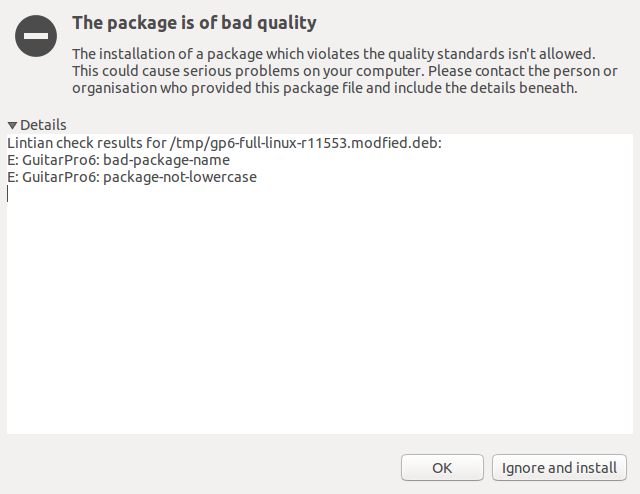 The package is of bad quality
The installation of a package which violates the quality standards isn't allowed.
This could cause serious problems on your computer. Please contact the person or
organisation who provided this package file and include the details beneath.
Details
Lintian check results for /tmp/gp6-full-linux-r11553.modfied.deb:
E: GuitarPro6: bad-package-name
E: GuitarPro6: package-not-lowercase
OK
Ignore and install